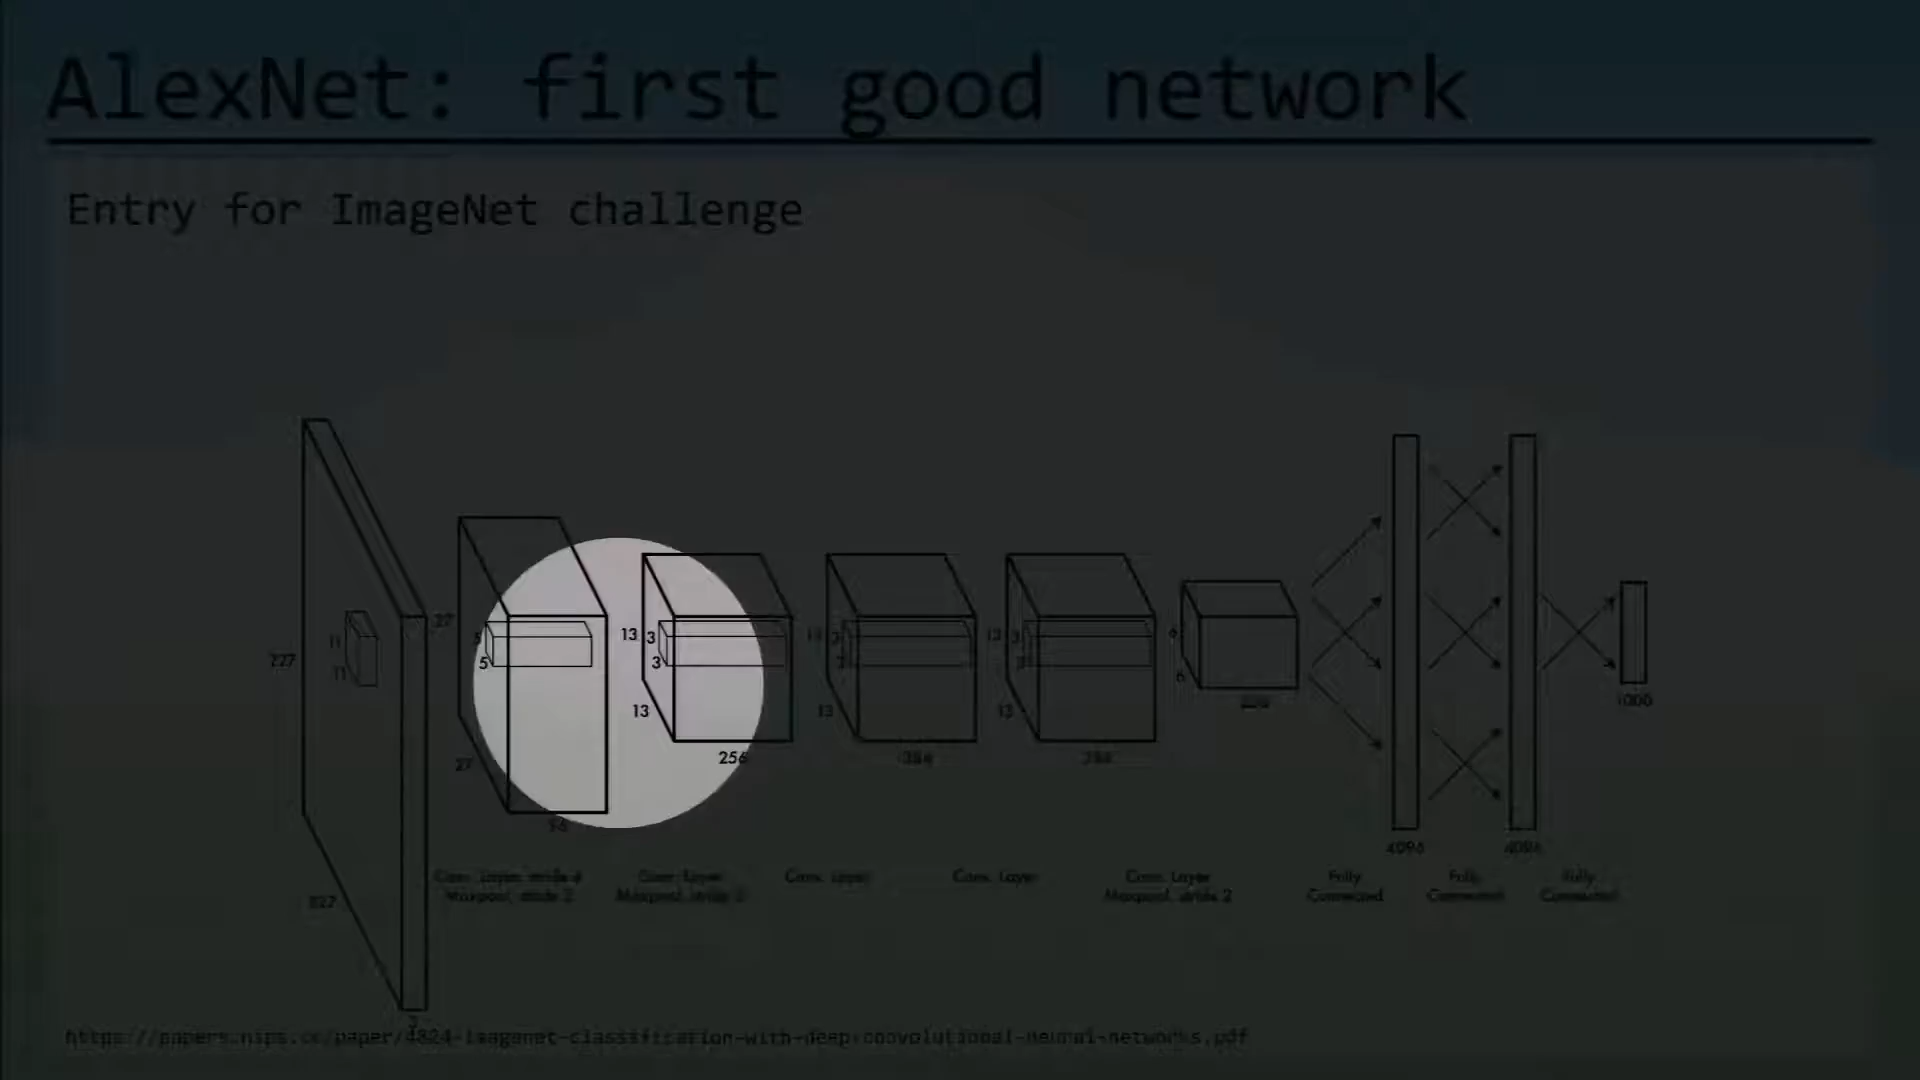 AlexNet: first good network
Entry for ImageNet challenge
227
11
11
227
3
27
5
5
27
96
13
3
3
13
256
13
3
3
13
384
13
3
3
13
384
6
6
256
4096
4096
1000
Conv. Layer, stride 4
Maxpool, stride 2
Conv. Layer
Maxpool, stride 2
Conv. Layer
Conv. Layer
Conv. Layer
Maxpool, stride 2
Fully
Connected
Fully
Connected
Fully
Connected
https://papers.nips.cc/paper/4824-imagenet-classification-with-deep-convolutional-neural-networks.pdf